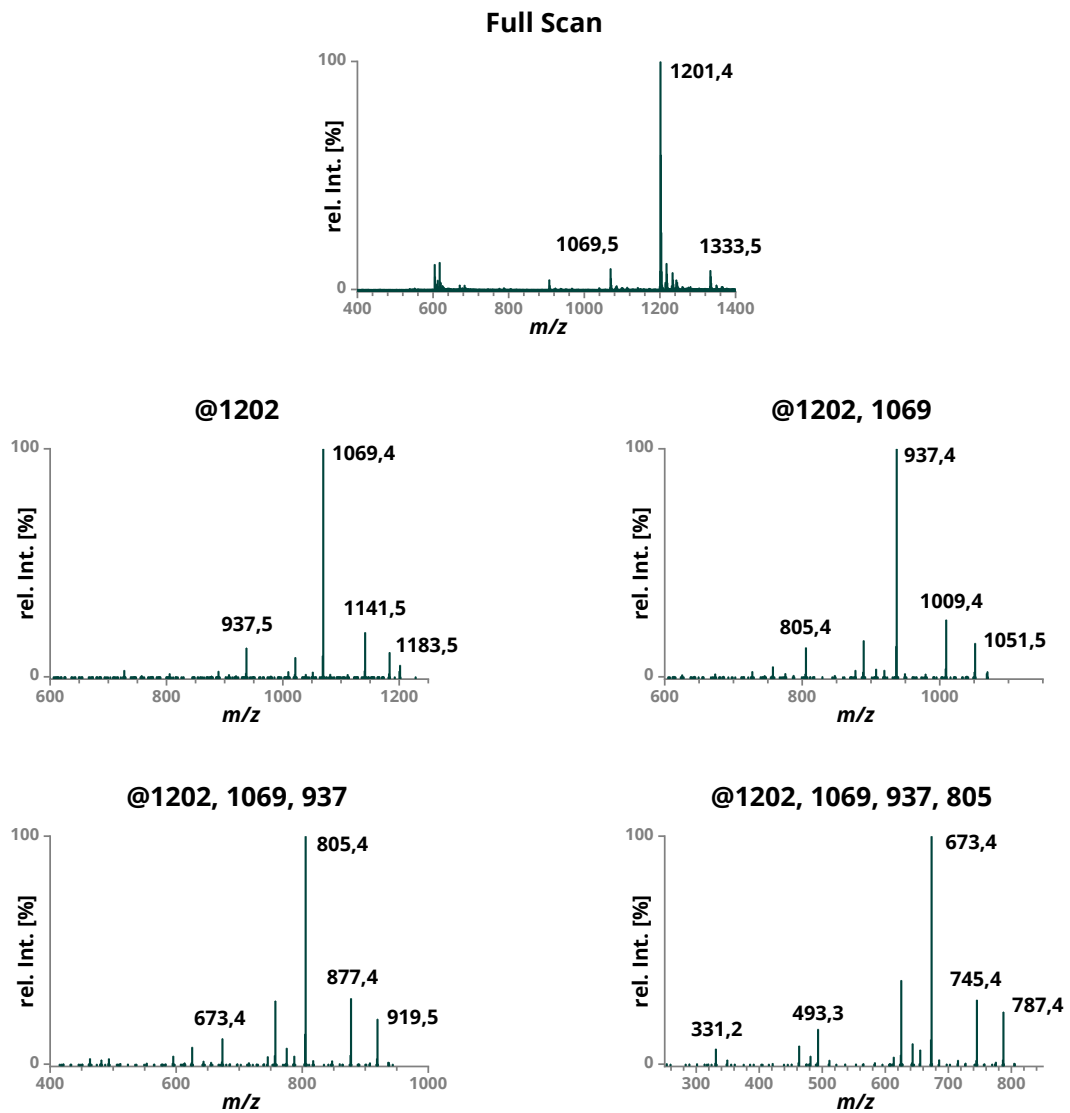 Full Scan
100
1201,4
rel. Int. [%]
1069,5
1333,5
0
400 600 800 1000 1200 1400
m/z
@1202
100
1069,4
rel. Int. [%]
1141,5
937,5
1183,5
0
600 800 1000 1200
m/z
@1202, 1069
100
937,4
rel. Int. [%]
1009,4
805,4
1051,5
0
600 800 1000
m/z
@1202, 1069, 937
100
805,4
rel. Int. [%]
877,4
673,4
919,5
0
400 600 800 1000
m/z
@1202, 1069, 937, 805
100
673,4
rel. Int. [%]
745,4
787,4
493,3
331,2
0
300 400 500 600 700 800
m/z